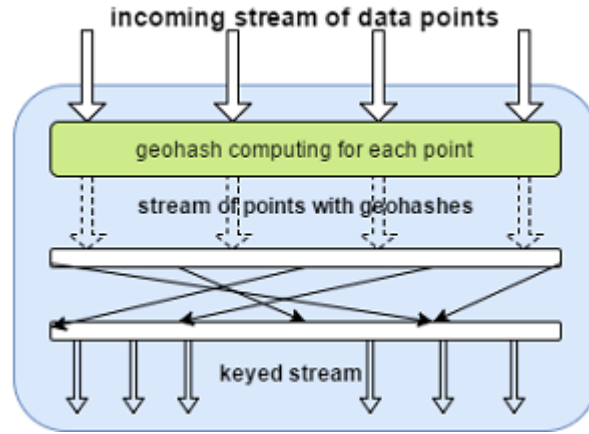 incoming stream of data points
geohash computing for each point
stream of points with geohashes
keyed stream